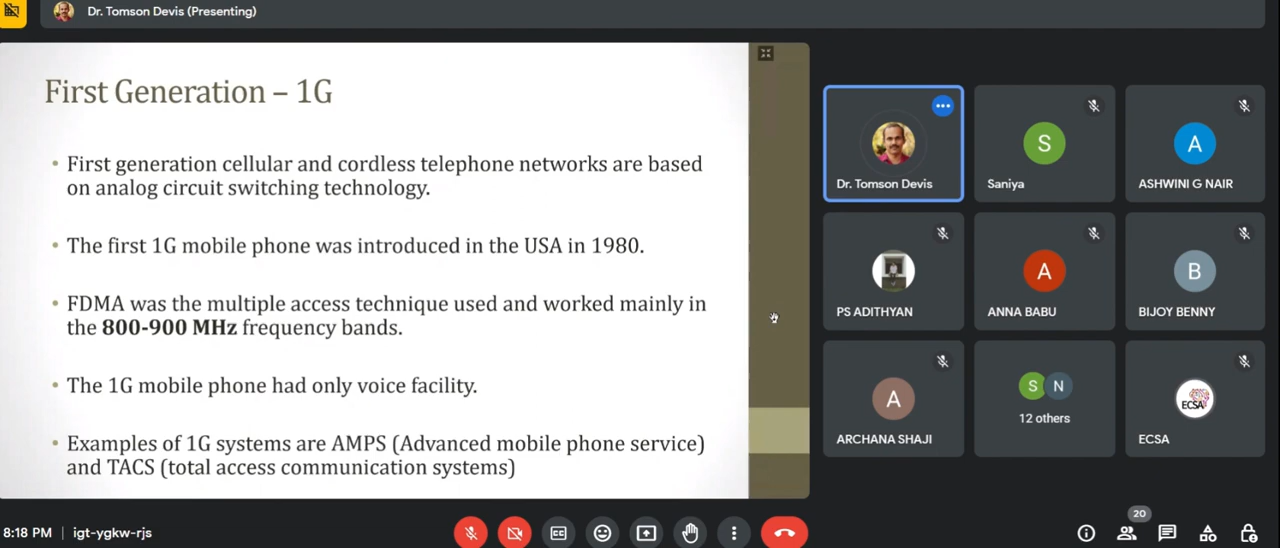 Dr. Tomson Devis (Presenting)
First Generation – 1G
• First generation cellular and cordless telephone networks are based
on analog circuit switching technology.
• The first 1G mobile phone was introduced in the USA in 1980.
• FDMA was the multiple access technique used and worked mainly in
the 800-900 MHz frequency bands.
• The 1G mobile phone had only voice facility.
• Examples of 1G systems are AMPS (Advanced mobile phone service)
and TACS (total access communication systems)
Dr. Tomson Devis
S
Saniya
A
ASHWINI G NAIR
PS ADITHYAN
A
ANNA BABU
B
BIJOY BENNY
A
ARCHANA SHAJI
S N
12 others
ECSA
ECSA
8:18 PM | igt-ygkw-rjs
CC
20